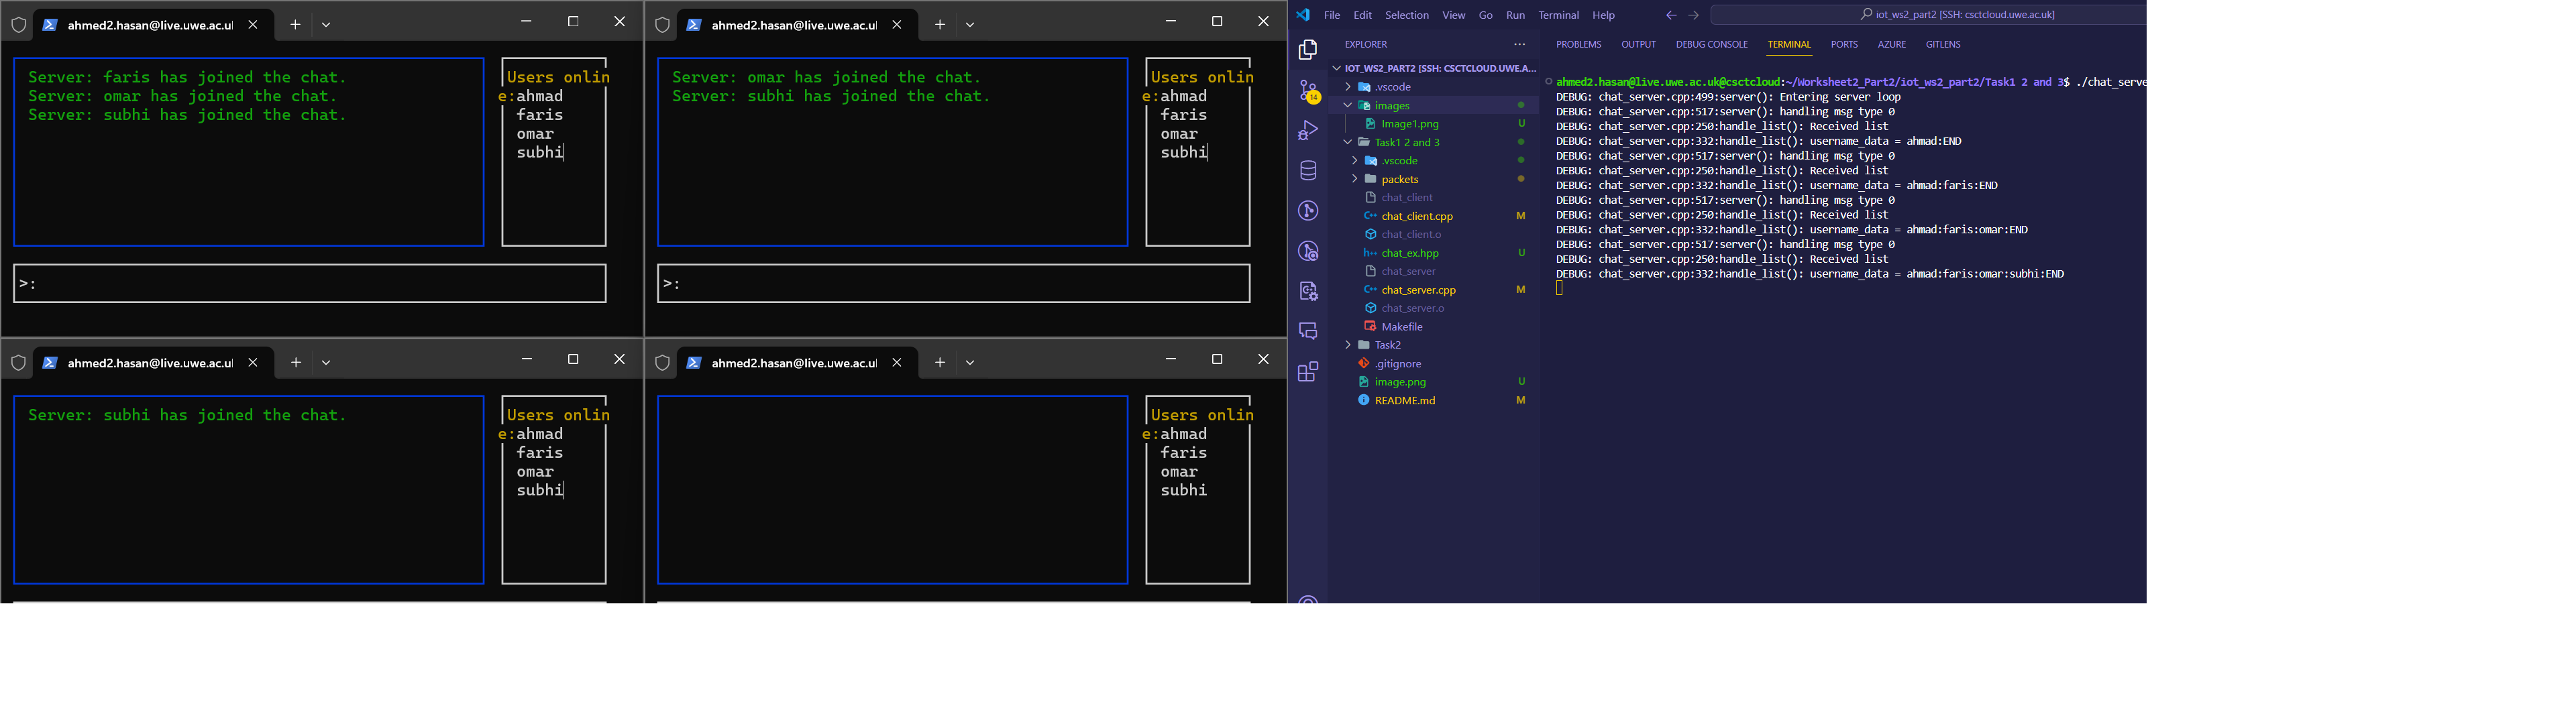 ahmed2.hasan@live.uwe.ac.ul
Server: faris has joined the chat.
Server: omar has joined the chat.
Server: subhi has joined the chat.
Users onlin
e:ahmad
faris
omar
subhi
>:
ahmed2.hasan@live.uwe.ac.ul
Server: omar has joined the chat.
Server: subhi has joined the chat.
Users onlin
e:ahmad
faris
omar
subhi
>:
ahmed2.hasan@live.uwe.ac.ul
Server: subhi has joined the chat.
Users onlin
e:ahmad
faris
omar
subhi
ahmed2.hasan@live.uwe.ac.ul
Users onlin
e:ahmad
faris
omar
subhi
File Edit Selection View Go Run Terminal Help
iot_ws2_part2 [SSH: csctcloud.uwe.ac.uk]
14
EXPLORER
IOT_WS2_PART2 [SSH: CSCTCLOUD.UWE.A...
.vscode
images
Image1.png U
Task1 2 and 3
.vscode
packets
chat_client
chat_client.cpp M
chat_client.o
chat_ex.hpp U
chat_server
chat_server.cpp M
chat_server.o
Makefile
Task2
.gitignore
image.png U
README.md M
PROBLEMS OUTPUT DEBUG CONSOLE TERMINAL PORTS AZURE GITLENS
ahmed2.hasan@live.uwe.ac.uk@csctcloud:~/Worksheet2_Part2/iot_ws2_part2/Task1 2 and 3$ ./chat_serve
DEBUG: chat_server.cpp:499:server(): Entering server loop
DEBUG: chat_server.cpp:517:server(): handling msg type 0
DEBUG: chat_server.cpp:250:handle_list(): Received list
DEBUG: chat_server.cpp:332:handle_list(): username_data = ahmad:END
DEBUG: chat_server.cpp:517:server(): handling msg type 0
DEBUG: chat_server.cpp:250:handle_list(): Received list
DEBUG: chat_server.cpp:332:handle_list(): username_data = ahmad:faris:END
DEBUG: chat_server.cpp:517:server(): handling msg type 0
DEBUG: chat_server.cpp:250:handle_list(): Received list
DEBUG: chat_server.cpp:332:handle_list(): username_data = ahmad:faris:omar:END
DEBUG: chat_server.cpp:517:server(): handling msg type 0
DEBUG: chat_server.cpp:250:handle_list(): Received list
DEBUG: chat_server.cpp:332:handle_list(): username_data = ahmad:faris:omar:subhi:END